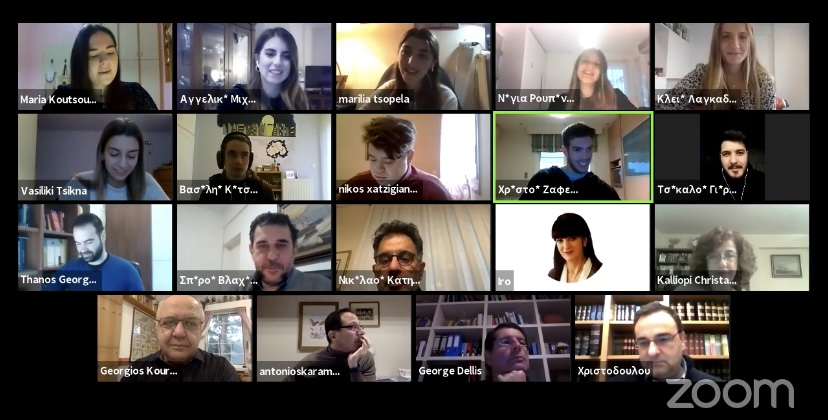 Maria Koutsou...
Αγγελικ* Μιχ...
marilia tsopela
Ν*για Ρουπ*ν...
Κλει* Λαγκαδ...
Vasiliki Tsikna
Βασ*λη* Κ*τσ...
nikos xatzigian...
Χρ*στο* Ζαφε...
Τσ*καλο* Γι*ρ...
Thanos Georg...
Σπ*ρο* Βλαχ*...
Νικ*λαο* Κατη...
Iro
Kalliopi Christa...
Georgios Kour...
antonioskaram...
George Dellis
Χριστοδουλου
zoom